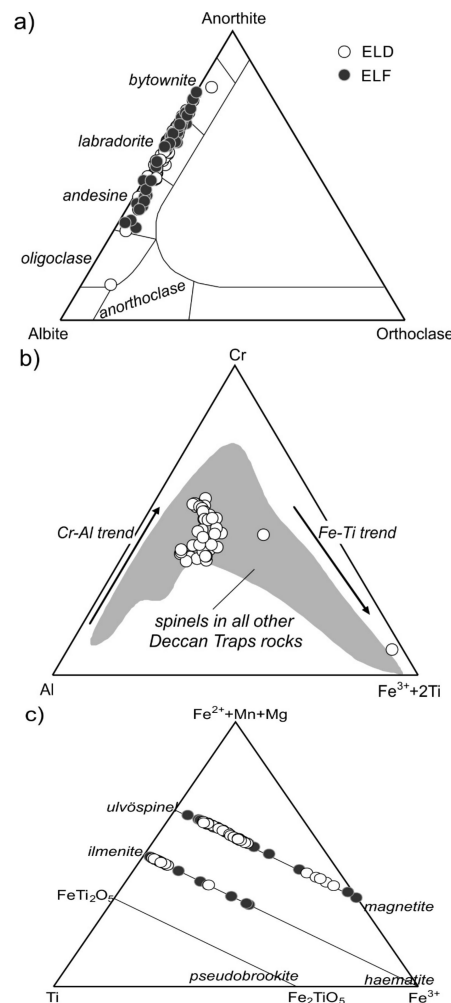 a)
Anorthite
ELD
ELF
bytownite
labradorite
andesine
oligoclase
anorthoclase
Albite
Orthoclase
b)
Cr
Cr-Al trend
Fe-Ti trend
spinels in all other
Deccan Traps rocks
Al
Fe³⁺+2Ti
c)
Fe²⁺+Mn+Mg
ulvöspinel
ilmenite
FeTi₂O₅
magnetite
pseudobrookite
haematite
Ti
Fe₂TiO₅
Fe³⁺